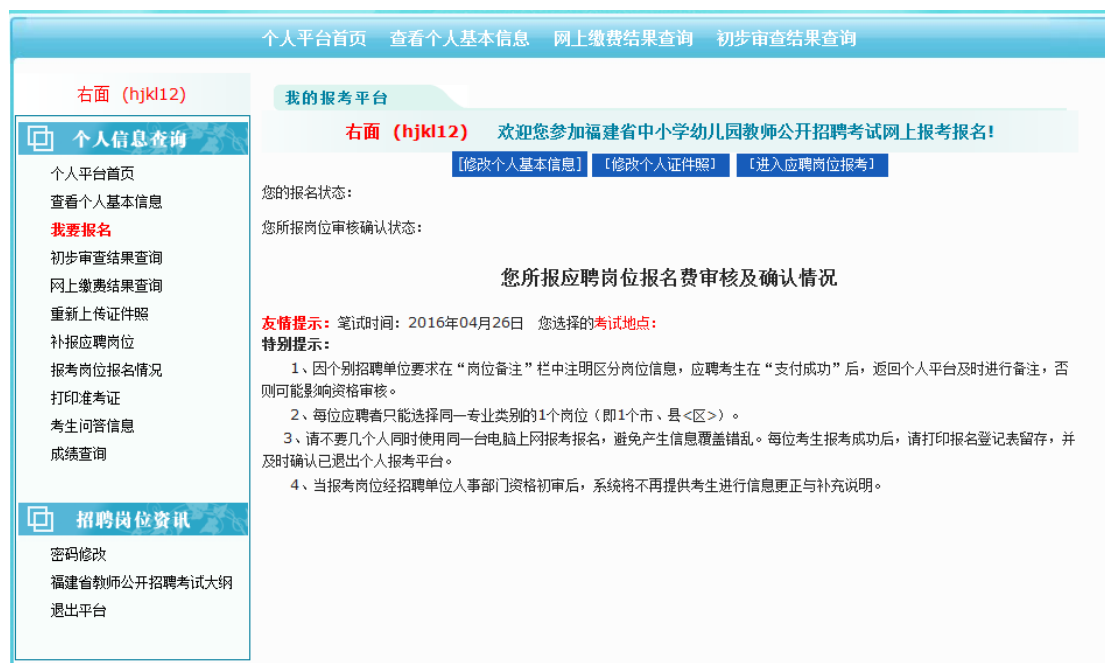 个人平台首页 查看个人基本信息 网上缴费结果查询 初步审查结果查询
右面 (hjkl12)
个人信息查询
个人平台首页
查看个人基本信息
我要报名
初步审查结果查询
网上缴费结果查询
重新上传证件照
补报应聘岗位
报考岗位报名情况
打印准考证
考生问答信息
成绩查询
招聘岗位资讯
密码修改
福建省教师公开招聘考试大纲
退出平台
我的报考平台
右面 (hjkl12) 欢迎您参加福建省中小学幼儿园教师公开招聘考试网上报考报名!
[修改个人基本信息] [修改个人证件照] [进入应聘岗位报考]
您的报名状态:
您所报岗位审核确认状态:
您所报应聘岗位报名费审核及确认情况
友情提示: 笔试时间: 2016年04月26日 您选择的考试地点:
特别提示:
1、因个别招聘单位要求在“岗位备注”栏中注明区分岗位信息，应聘考生在“支付成功”后，返回个人平台及时进行备注，否
则可能影响资格审核。
2、每位应聘者只能选择同一专业类别的1个岗位（即1个市、县<区>）。
3、请不要几个人同时使用同一台电脑上网报考报名，避免产生信息覆盖错乱。每位考生报考成功后，请打印报名登记表留存，并
及时确认已退出个人报考平台。
4、当报考岗位经招聘单位人事部门资格初审后，系统将不再提供考生进行信息更正与补充说明。